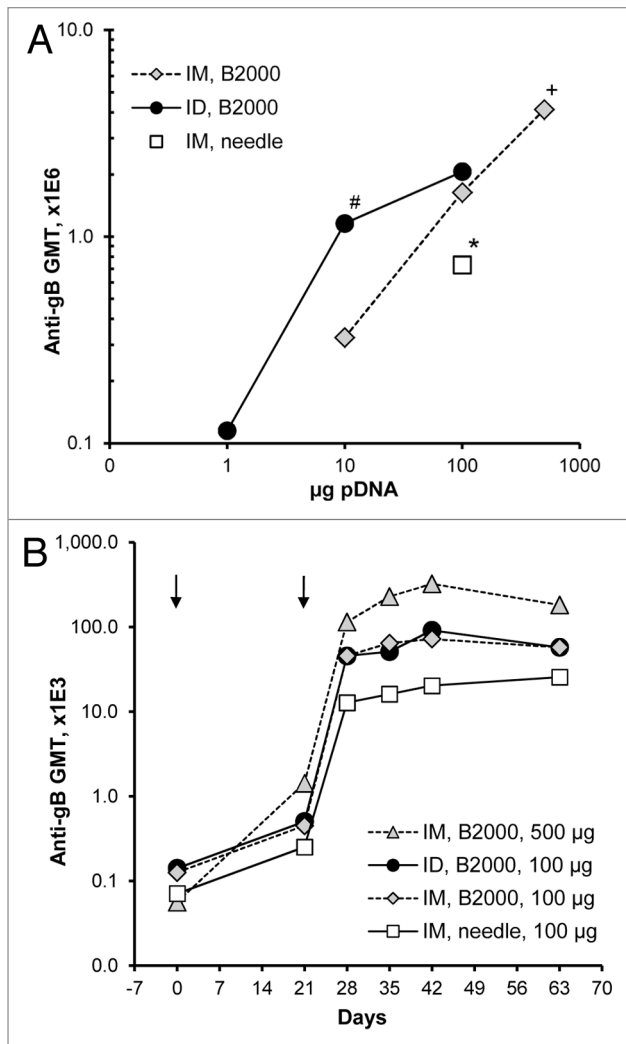 A
10.0
IM, B2000
ID, B2000
IM, needle
+
#
1.0
*
Anti-gB GMT, x1E6
0.1
0
1
10
100
1000
µg pDNA
B
1,000.0
100.0
10.0
1.0
0.1
0.0
Anti-gB GMT, x1E3
IM, B2000, 500 µg
ID, B2000, 100 µg
IM, B2000, 100 µg
IM, needle, 100 µg
-7
0
7
14
21
28
35
42
49
56
63
70
Days